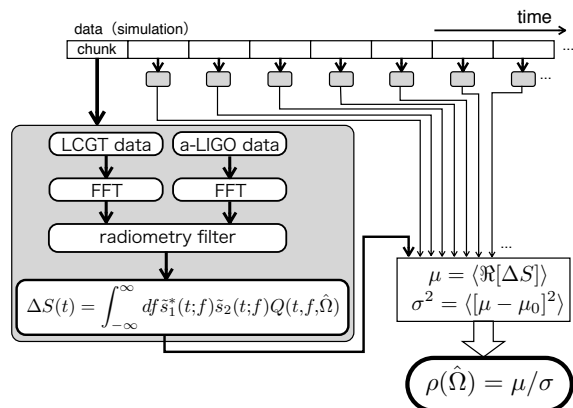 time
data (simulation)
chunk
...
...
LCGT data
a-LIGO data
FFT
FFT
radiometry filter
...
ΔS(t) = ∫_{-∞}^{∞} df s̃₁*(t;f) s̃₂(t;f) Q(t,f,Ω̂)
μ = ⟨ℜ[ΔS]⟩
σ² = ⟨[μ − μ₀]²⟩
ρ(Ω̂) = μ/σ